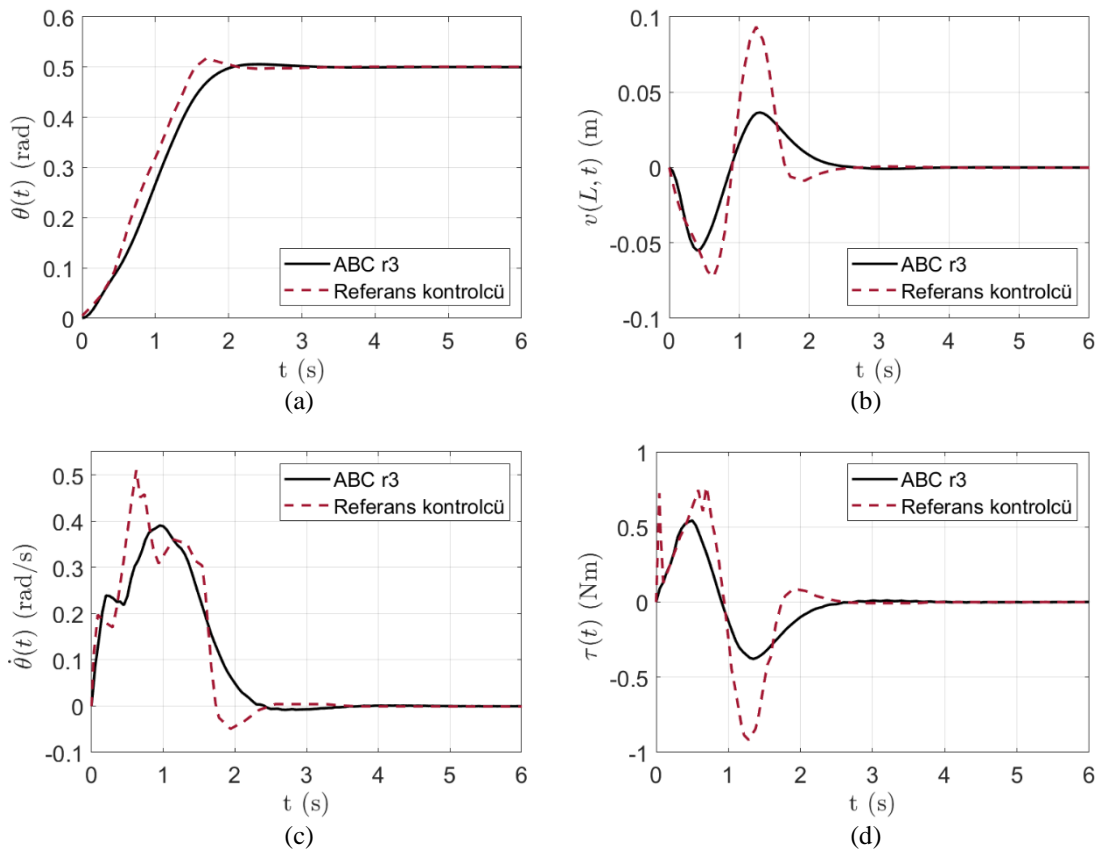 0.6
0.5
0.4
0.3
0.2
0.1
0
θ(t) (rad)
ABC r3
Referans kontrolcü
0 1 2 3 4 5 6
t (s)
(a)
0.1
0.05
0
-0.05
-0.1
v(L, t) (m)
ABC r3
Referans kontrolcü
0 1 2 3 4 5 6
t (s)
(b)
0.5
0.4
0.3
0.2
0.1
0
-0.1
θ̇(t) (rad/s)
ABC r3
Referans kontrolcü
0 1 2 3 4 5 6
t (s)
(c)
1
0.5
0
-0.5
-1
τ(t) (Nm)
ABC r3
Referans kontrolcü
0 1 2 3 4 5 6
t (s)
(d)